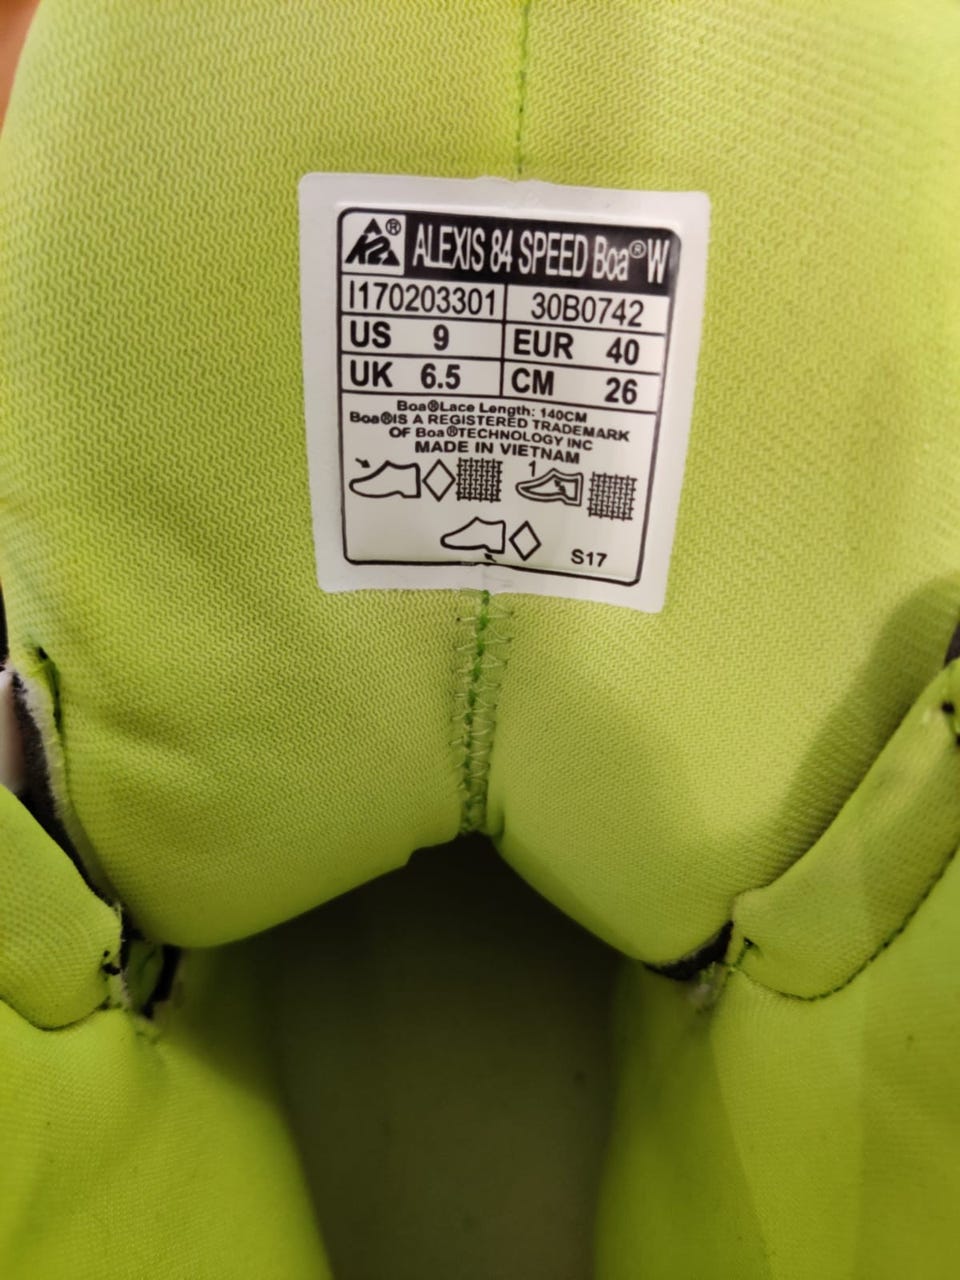 K2® ALEXIS 84 SPEED Boa® W
I170203301 30B0742
US 9 EUR 40
UK 6.5 CM 26
Boa®Lace Length: 140CM
Boa®IS A REGISTERED TRADEMARK
OF Boa®TECHNOLOGY INC
MADE IN VIETNAM
1
S17